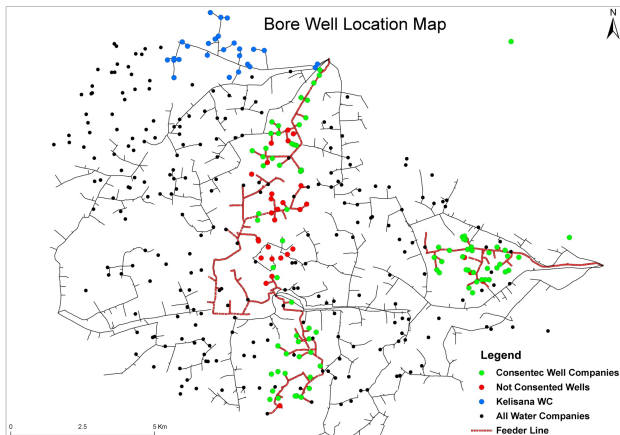 Bore Well Location Map
N
Legend
Consentec Well Companies
Not Consented Wells
Kelisana WC
All Water Companies
Feeder Line
0 2.5 5 Km